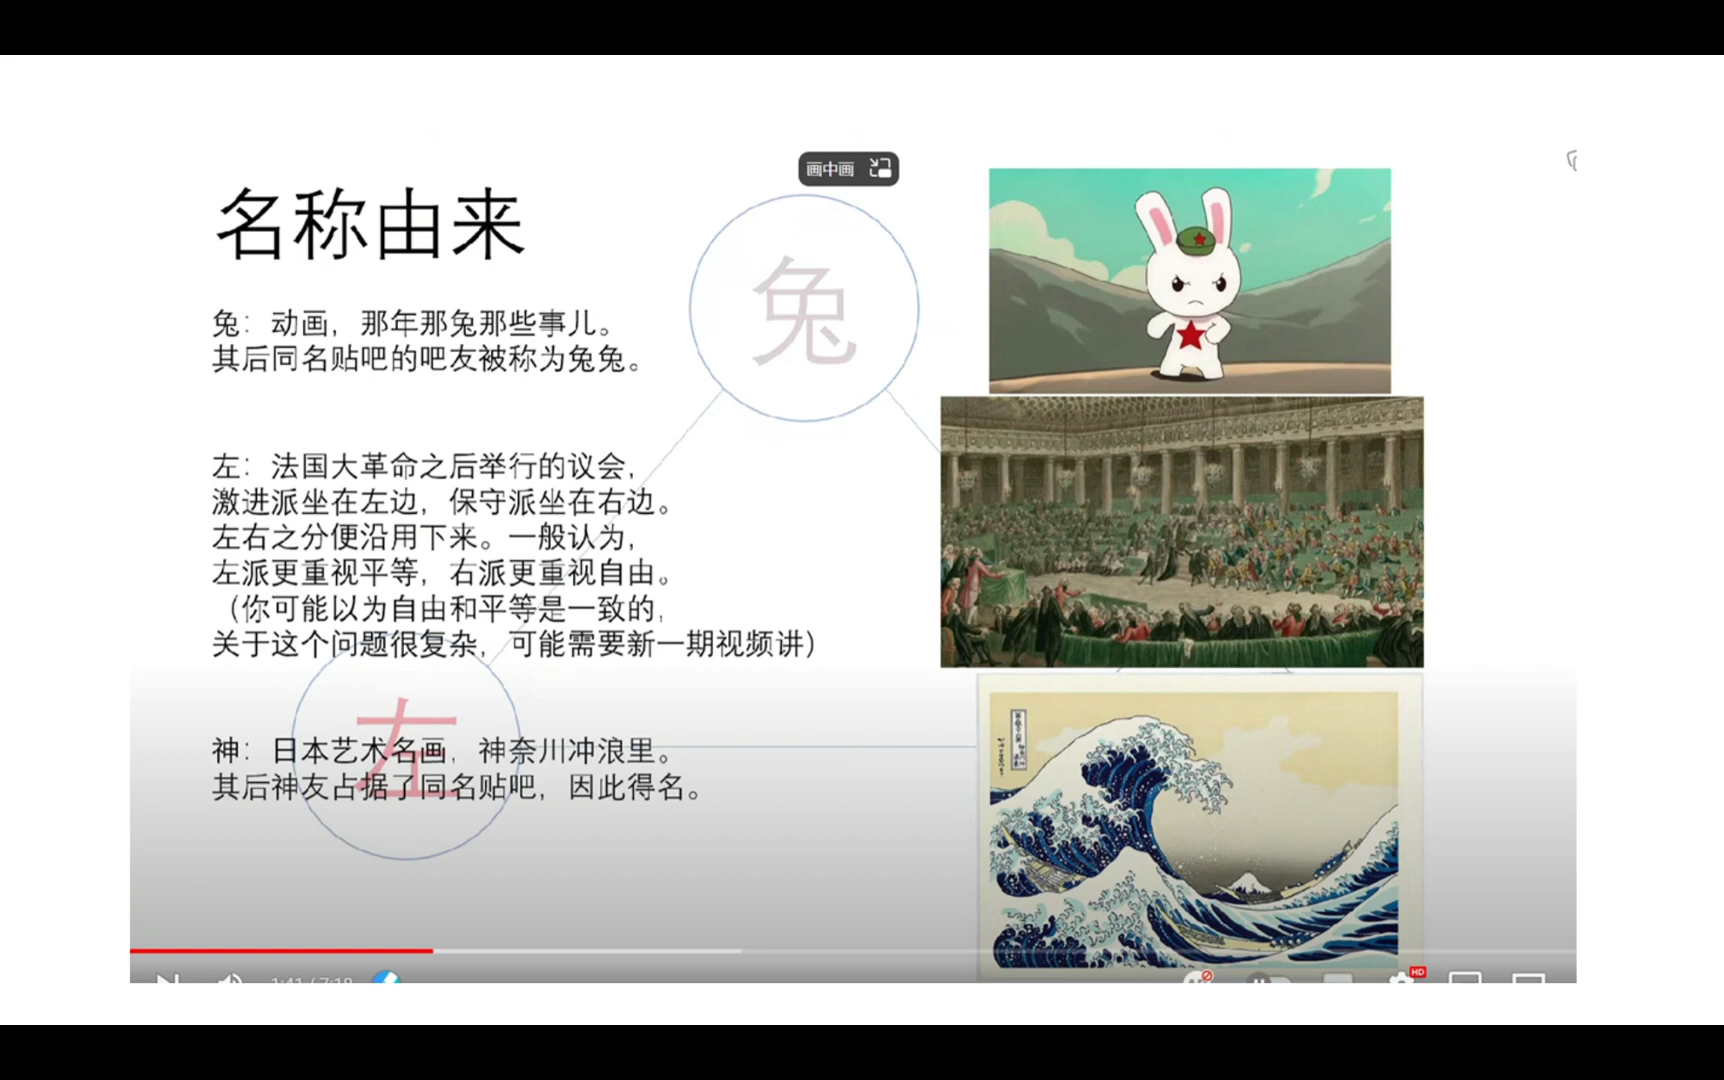 画中画
名称由来
兔
兔：动画，那年那兔那些事儿。
其后同名贴吧的吧友被称为兔兔。
左：法国大革命之后举行的议会，
激进派坐在左边，保守派坐在右边。
左右之分便沿用下来。一般认为，
左派更重视平等，右派更重视自由。
（你可能以为自由和平等是一致的，
关于这个问题很复杂，可能需要新一期视频讲）
左
神：日本艺术名画，神奈川冲浪里。
其后神友占据了同名贴吧，因此得名。
1:41 / 7:18
HD